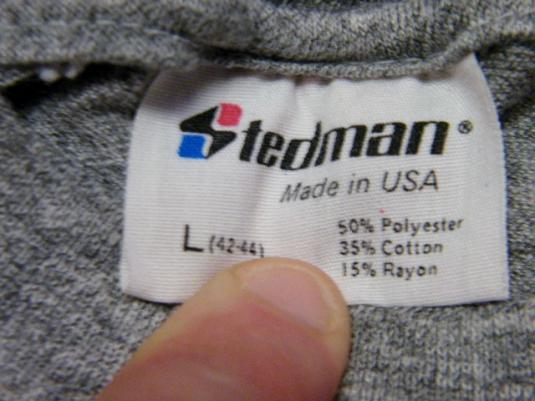 Stedman®
Made in USA
L (42-44)
50% Polyester
35% Cotton
15% Rayon